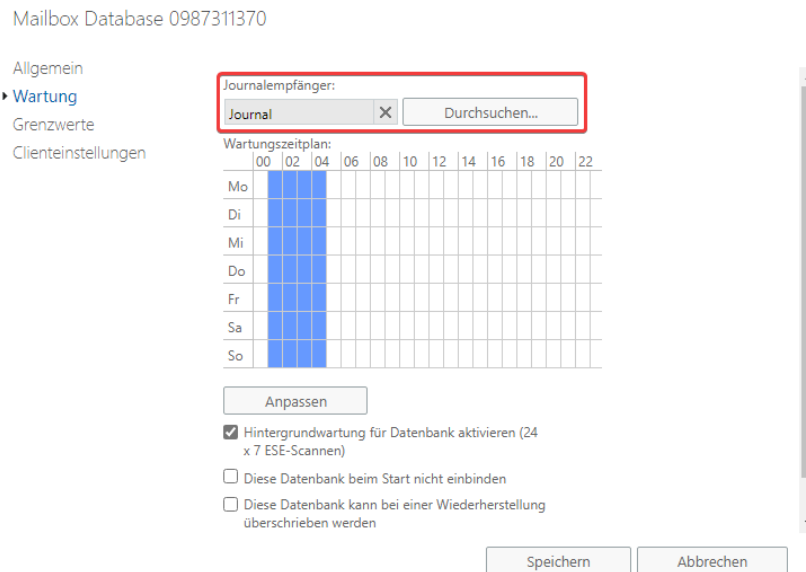 Mailbox Database 0987311370
Allgemein
Wartung
Grenzwerte
Clienteinstellungen
Journalempfänger:
Journal Durchsuchen...
Wartungszeitplan:
00 02 04 06 08 10 12 14 16 18 20 22
Mo
Di
Mi
Do
Fr
Sa
So
Anpassen
Hintergrundwartung für Datenbank aktivieren (24
x 7 ESE-Scannen)
Diese Datenbank beim Start nicht einbinden
Diese Datenbank kann bei einer Wiederherstellung
überschrieben werden
Speichern Abbrechen